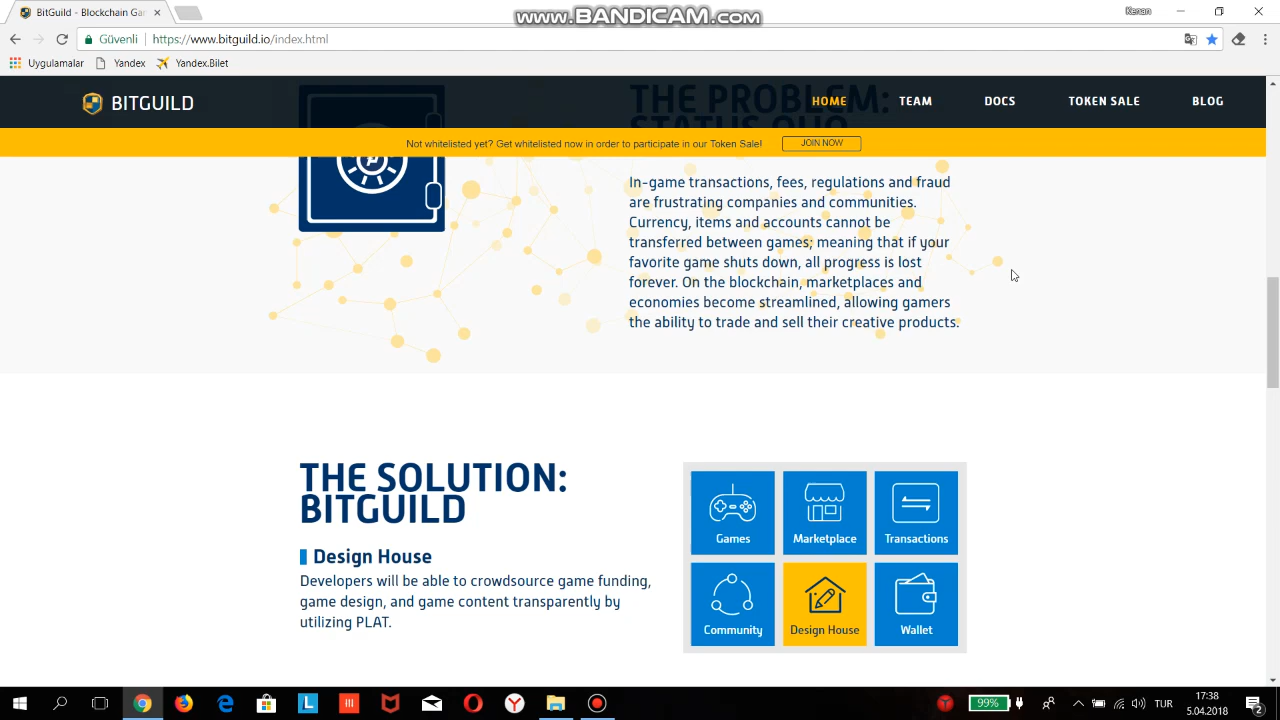 www.BANDICAM.com
BitGuild - Blockchain Gar
Kenan
Güvenli
https://www.bitguild.io/index.html
Uygulamalar
Yandex
Yandex.Bilet
BITGUILD
HOME
TEAM
DOCS
TOKEN SALE
BLOG
THE PROBLEM:
STATUS QUO
Not whitelisted yet? Get whitelisted now in order to participate in our Token Sale!
JOIN NOW
In-game transactions, fees, regulations and fraud
are frustrating companies and communities.
Currency, items and accounts cannot be
transferred between games; meaning that if your
favorite game shuts down, all progress is lost
forever. On the blockchain, marketplaces and
economies become streamlined, allowing gamers
the ability to trade and sell their creative products.
THE SOLUTION:
BITGUILD
Design House
Developers will be able to crowdsource game funding,
game design, and game content transparently by
utilizing PLAT.
Games
Marketplace
Transactions
Community
Design House
Wallet
99%
TUR
17:38
5.04.2018
2